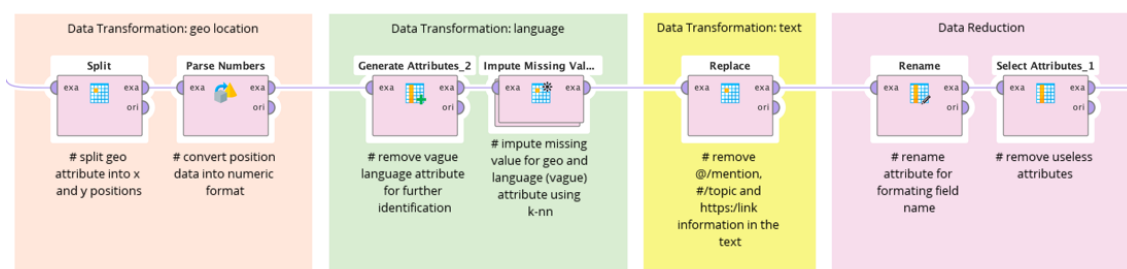 Data Transformation: geo location
Split
exa
exa
ori
# split geo
attribute into x
and y positions
Parse Numbers
exa
exa
ori
# convert position
data into numeric
format
Data Transformation: language
Generate Attributes_2
exa
exa
ori
# remove vague
language attribute
for further
identification
Impute Missing Val...
exa
exa
# impute missing
value for geo and
language (vague)
attribute using
k-nn
Data Transformation: text
Replace
exa
exa
ori
# remove
@/mention,
#/topic and
https:/link
information in the
text
Data Reduction
Rename
exa
exa
ori
# rename
attribute for
formating field
name
Select Attributes_1
exa
exa
ori
# remove useless
attributes